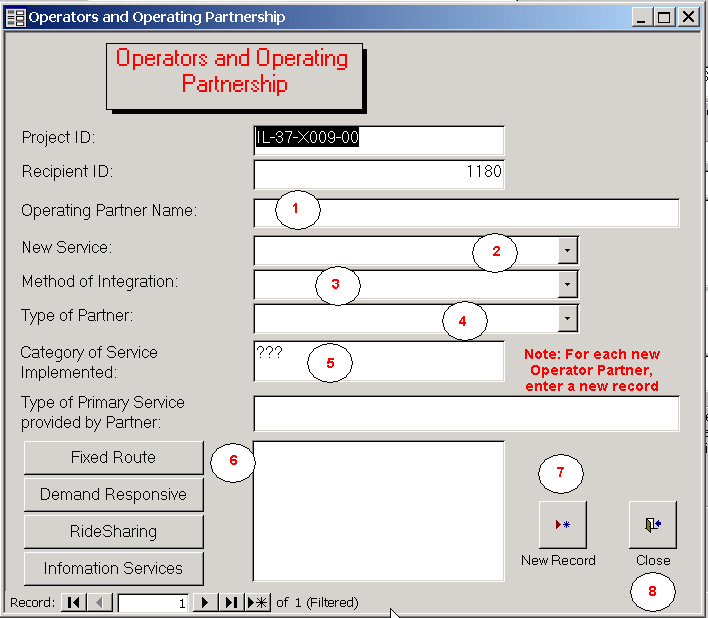 Operators and Operating Partnership
Operators and Operating
Partnership
Project ID:
IL-37-X009-00
Recipient ID:
1180
Operating Partner Name:
1
New Service:
2
Method of Integration:
3
Type of Partner:
4
Category of Service
Implemented:
???
5
Note: For each new
Operator Partner,
enter a new record
Type of Primary Service
provided by Partner:
Fixed Route
6
Demand Responsive
RideSharing
Infomation Services
7
New Record
Close
8
Record: 1 of 1 (Filtered)